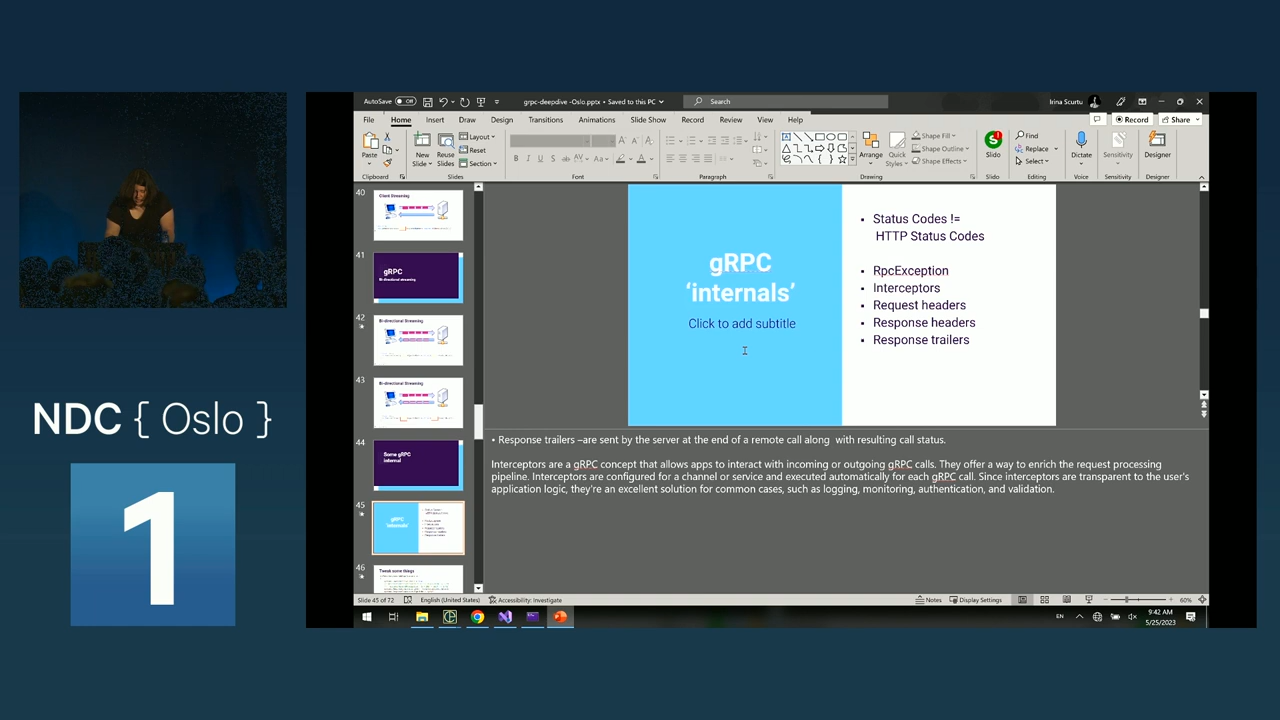 AutoSave Off grpc-deepdive -Oslo.pptx • Saved to this PC Search Irina Scurtu
File Home Insert Draw Design Transitions Animations Slide Show Record Review View Help Record Share
Paste New Slides Reuse Slides Layout Reset Section Arrange Quick Styles Shape Fill Shape Outline Shape Effects Slido Find Replace Select Dictate Sensitivity Designer
Clipboard Slides Font Paragraph Drawing Slido Editing Voice Sensitivity Designer
40
Client Streaming
41
gRPC
Bi-directional streaming
42
Bi-directional Streaming
43
Bi-directional Streaming
44
Some gRPC
internal
45
gRPC
'internals'
46
Tweak some things
gRPC
‘internals’
Click to add subtitle
▪ Status Codes !=
HTTP Status Codes
▪ RpcException
▪ Interceptors
▪ Request headers
▪ Response headers
▪ Response trailers
• Response trailers –are sent by the server at the end of a remote call along with resulting call status.
Interceptors are a gRPC concept that allows apps to interact with incoming or outgoing gRPC calls. They offer a way to enrich the request processing
pipeline. Interceptors are configured for a channel or service and executed automatically for each gRPC call. Since interceptors are transparent to the user's
application logic, they're an excellent solution for common cases, such as logging, monitoring, authentication, and validation.
Slide 45 of 72 English (United States) Accessibility: Investigate Notes Display Settings 60%
EN 9:42 AM
5/25/2023
NDC { Oslo }
1